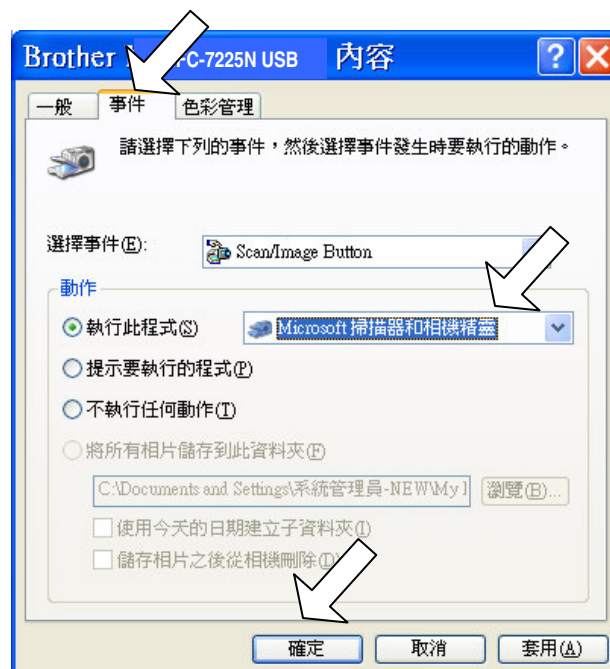 Brother FC-7225N USB 內容
一般 事件 色彩管理
請選擇下列的事件，然後選擇事件發生時要執行的動作。
選擇事件(E): Scan/Image Button
動作
執行此程式(S) Microsoft 掃描器和相機精靈
提示要執行的程式(P)
不執行任何動作(T)
將所有相片儲存到此資料夾(F)
C:\Documents and Settings\系統管理員-NEW\My 瀏覽(B)...
使用今天的日期建立子資料夾(I)
儲存相片之後從相機刪除(D)
確定 取消 套用(A)